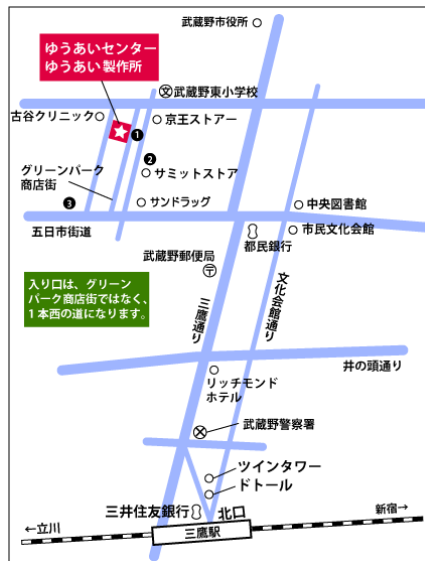 武蔵野市役所
ゆうあいセンター
ゆうあい製作所
文
武蔵野東小学校
古谷クリニック
京王ストアー
1
2
サミットストア
グリーンパーク
商店街
3
サンドラッグ
中央図書館
五日市街道
市民文化会館
都民銀行
武蔵野郵便局
〒
文化会館通り
三鷹通り
入り口は、グリーン
パーク商店街ではなく、
1本西の道になります。
井の頭通り
リッチモンド
ホテル
武蔵野警察署
ツインタワー
ドトール
三井住友銀行
北口
新宿→
←立川
三鷹駅